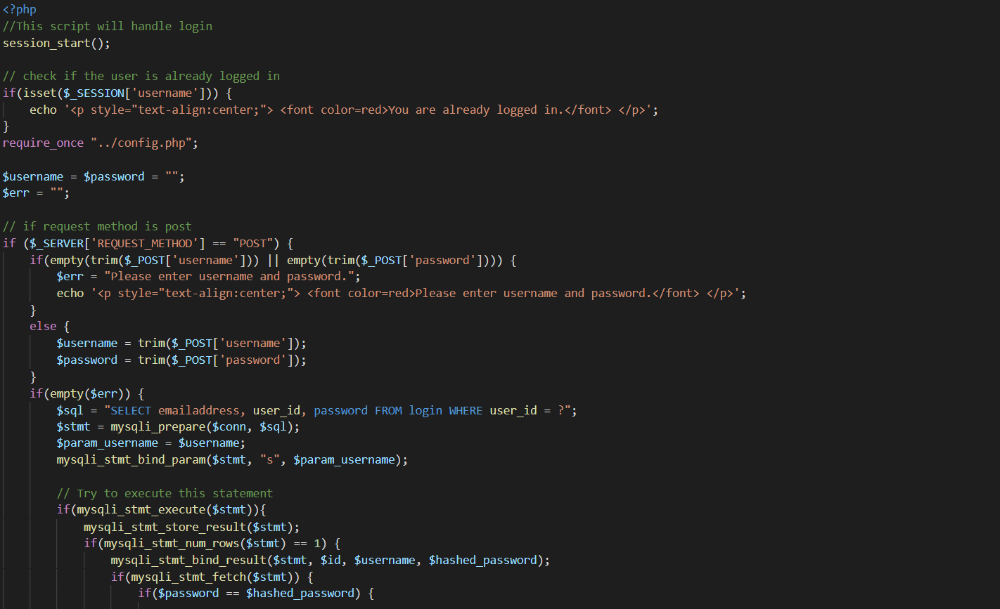 <?php
//This script will handle login
session_start();

// check if the user is already logged in
if(isset($_SESSION['username'])) {
    echo '<p style="text-align:center;"> <font color=red>You are already logged in.</font> </p>';
}
require_once "../config.php";

$username = $password = "";
$err = "";

// if request method is post
if ($_SERVER['REQUEST_METHOD'] == "POST") {
    if(empty(trim($_POST['username'])) || empty(trim($_POST['password']))) {
        $err = "Please enter username and password.";
        echo '<p style="text-align:center;"> <font color=red>Please enter username and password.</font> </p>';
    }
    else {
        $username = trim($_POST['username']);
        $password = trim($_POST['password']);
    }
    if(empty($err)) {
        $sql = "SELECT emailaddress, user_id, password FROM login WHERE user_id = ?";
        $stmt = mysqli_prepare($conn, $sql);
        $param_username = $username;
        mysqli_stmt_bind_param($stmt, "s", $param_username);

        // Try to execute this statement
        if(mysqli_stmt_execute($stmt)){
            mysqli_stmt_store_result($stmt);
            if(mysqli_stmt_num_rows($stmt) == 1) {
                mysqli_stmt_bind_result($stmt, $id, $username, $hashed_password);
                if(mysqli_stmt_fetch($stmt)) {
                    if($password == $hashed_password) {